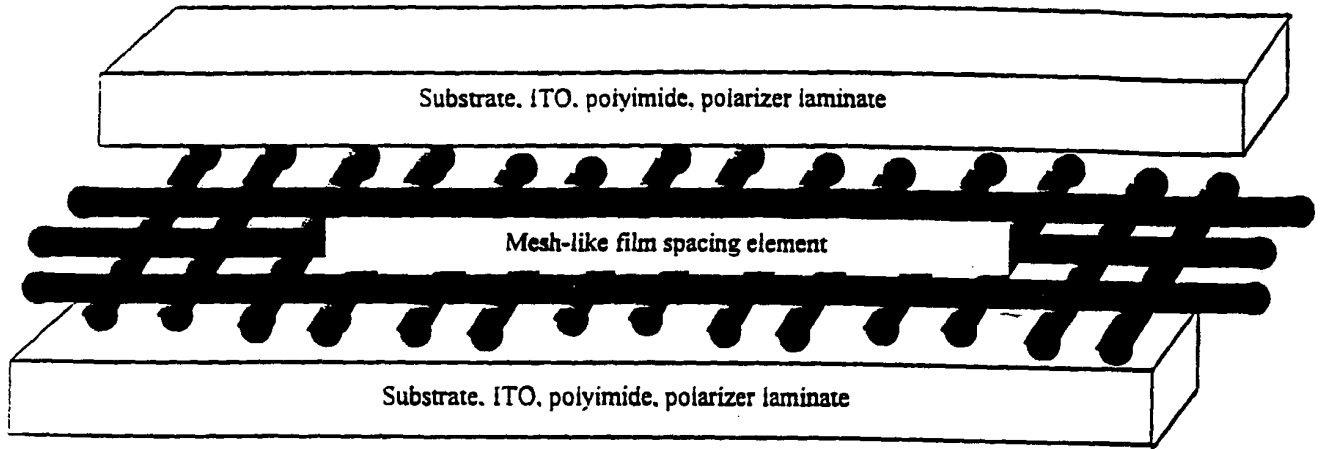 Substrate, ITO, polyimide, polarizer laminate
Mesh-like film spacing element
Substrate, ITO, polyimide, polarizer laminate